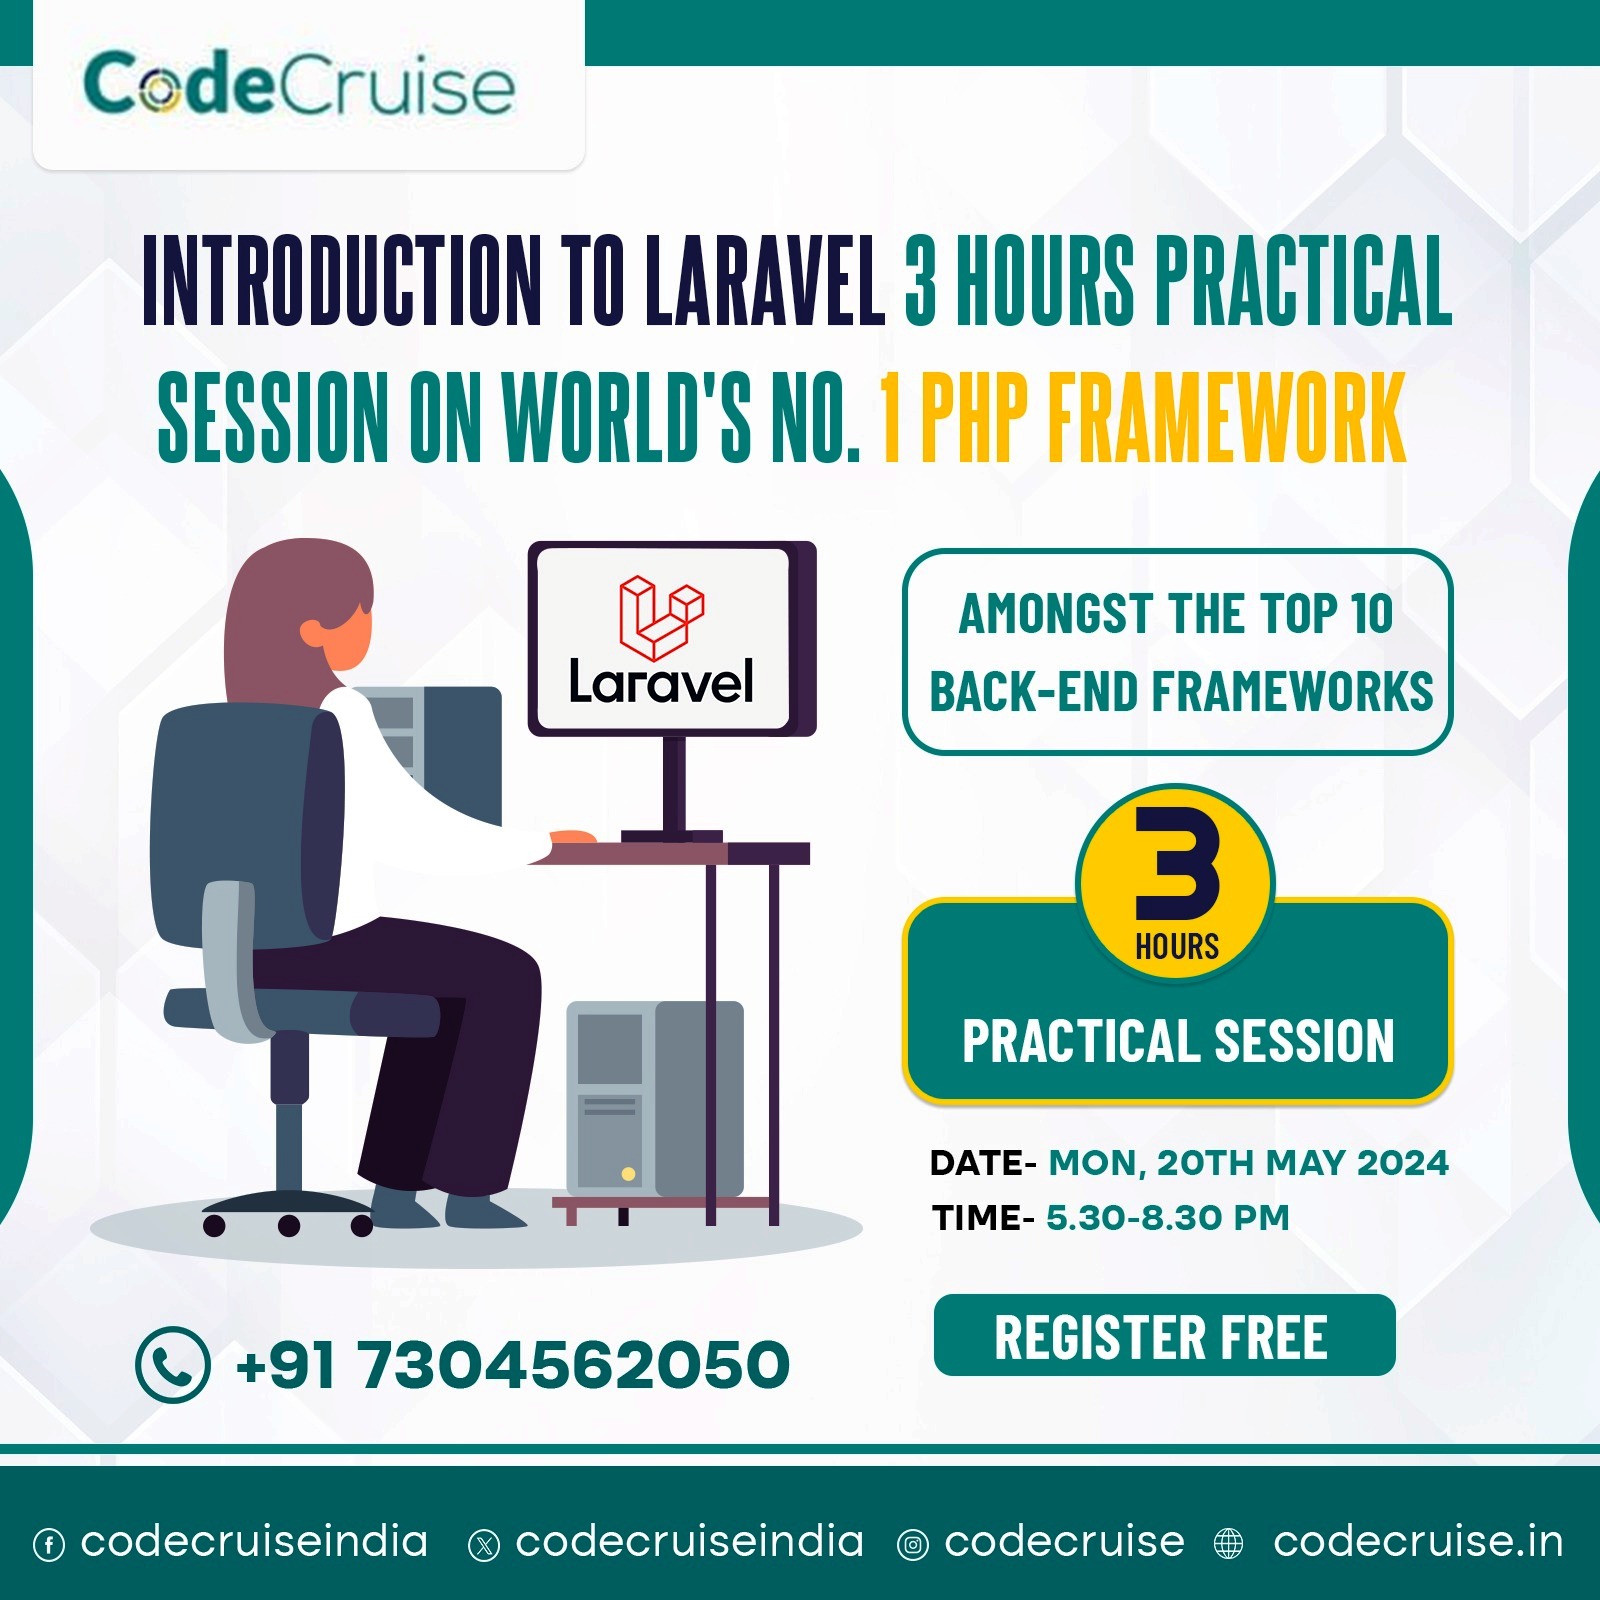 CodeCruise
INTRODUCTION TO LARAVEL 3 HOURS PRACTICAL
SESSION ON WORLD'S NO. 1 PHP FRAMEWORK
Laravel
AMONGST THE TOP 10
BACK-END FRAMEWORKS
3
HOURS
PRACTICAL SESSION
DATE- MON, 20TH MAY 2024
TIME- 5.30-8.30 PM
REGISTER FREE
+91 7304562050
codecruiseindia codecruiseindia codecruise codecruise.in